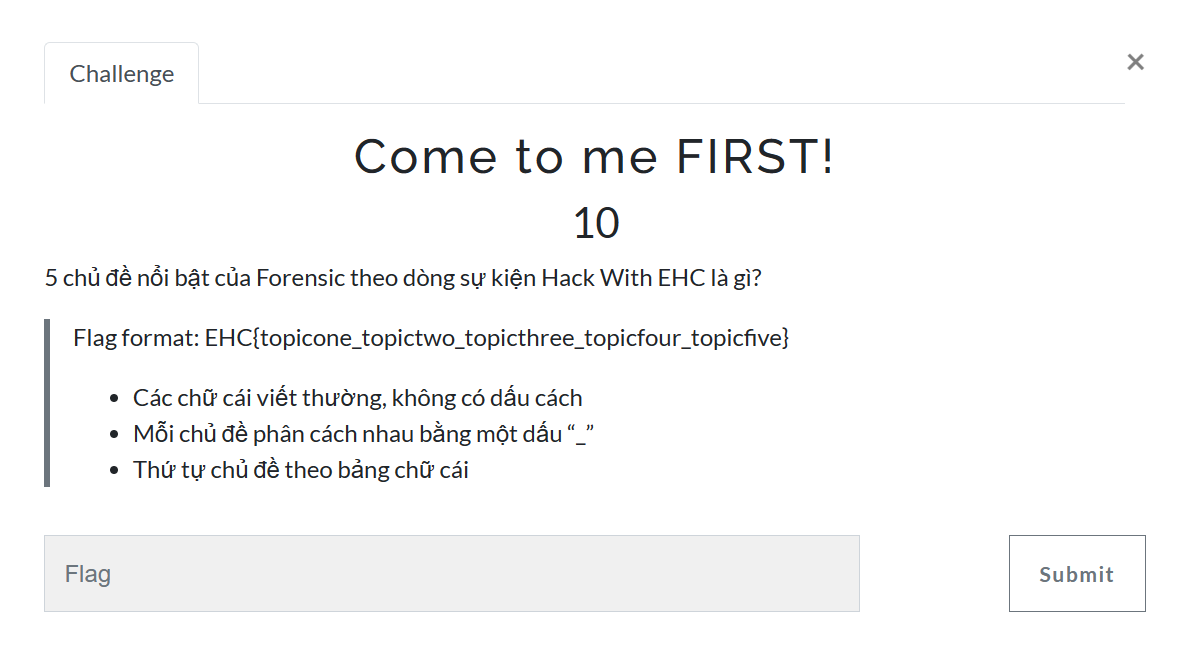 Challenge
×
Come to me FIRST!
10
5 chủ đề nổi bật của Forensic theo dòng sự kiện Hack With EHC là gì?
Flag format: EHC{topicone_topictwo_topicthree_topicfour_topicfive}
• Các chữ cái viết thường, không có dấu cách
• Mỗi chủ đề phân cách nhau bằng một dấu “_”
• Thứ tự chủ đề theo bảng chữ cái
Flag
Submit